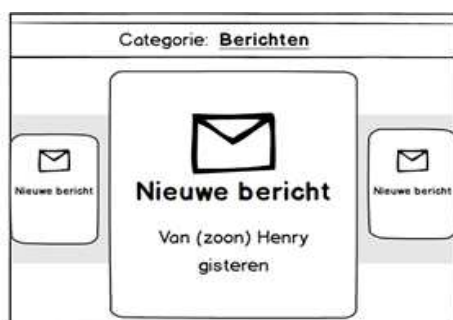 Categorie: Berichten
Nieuwe bericht
Nieuwe bericht
Van (zoon) Henry
gisteren
Nieuwe bericht